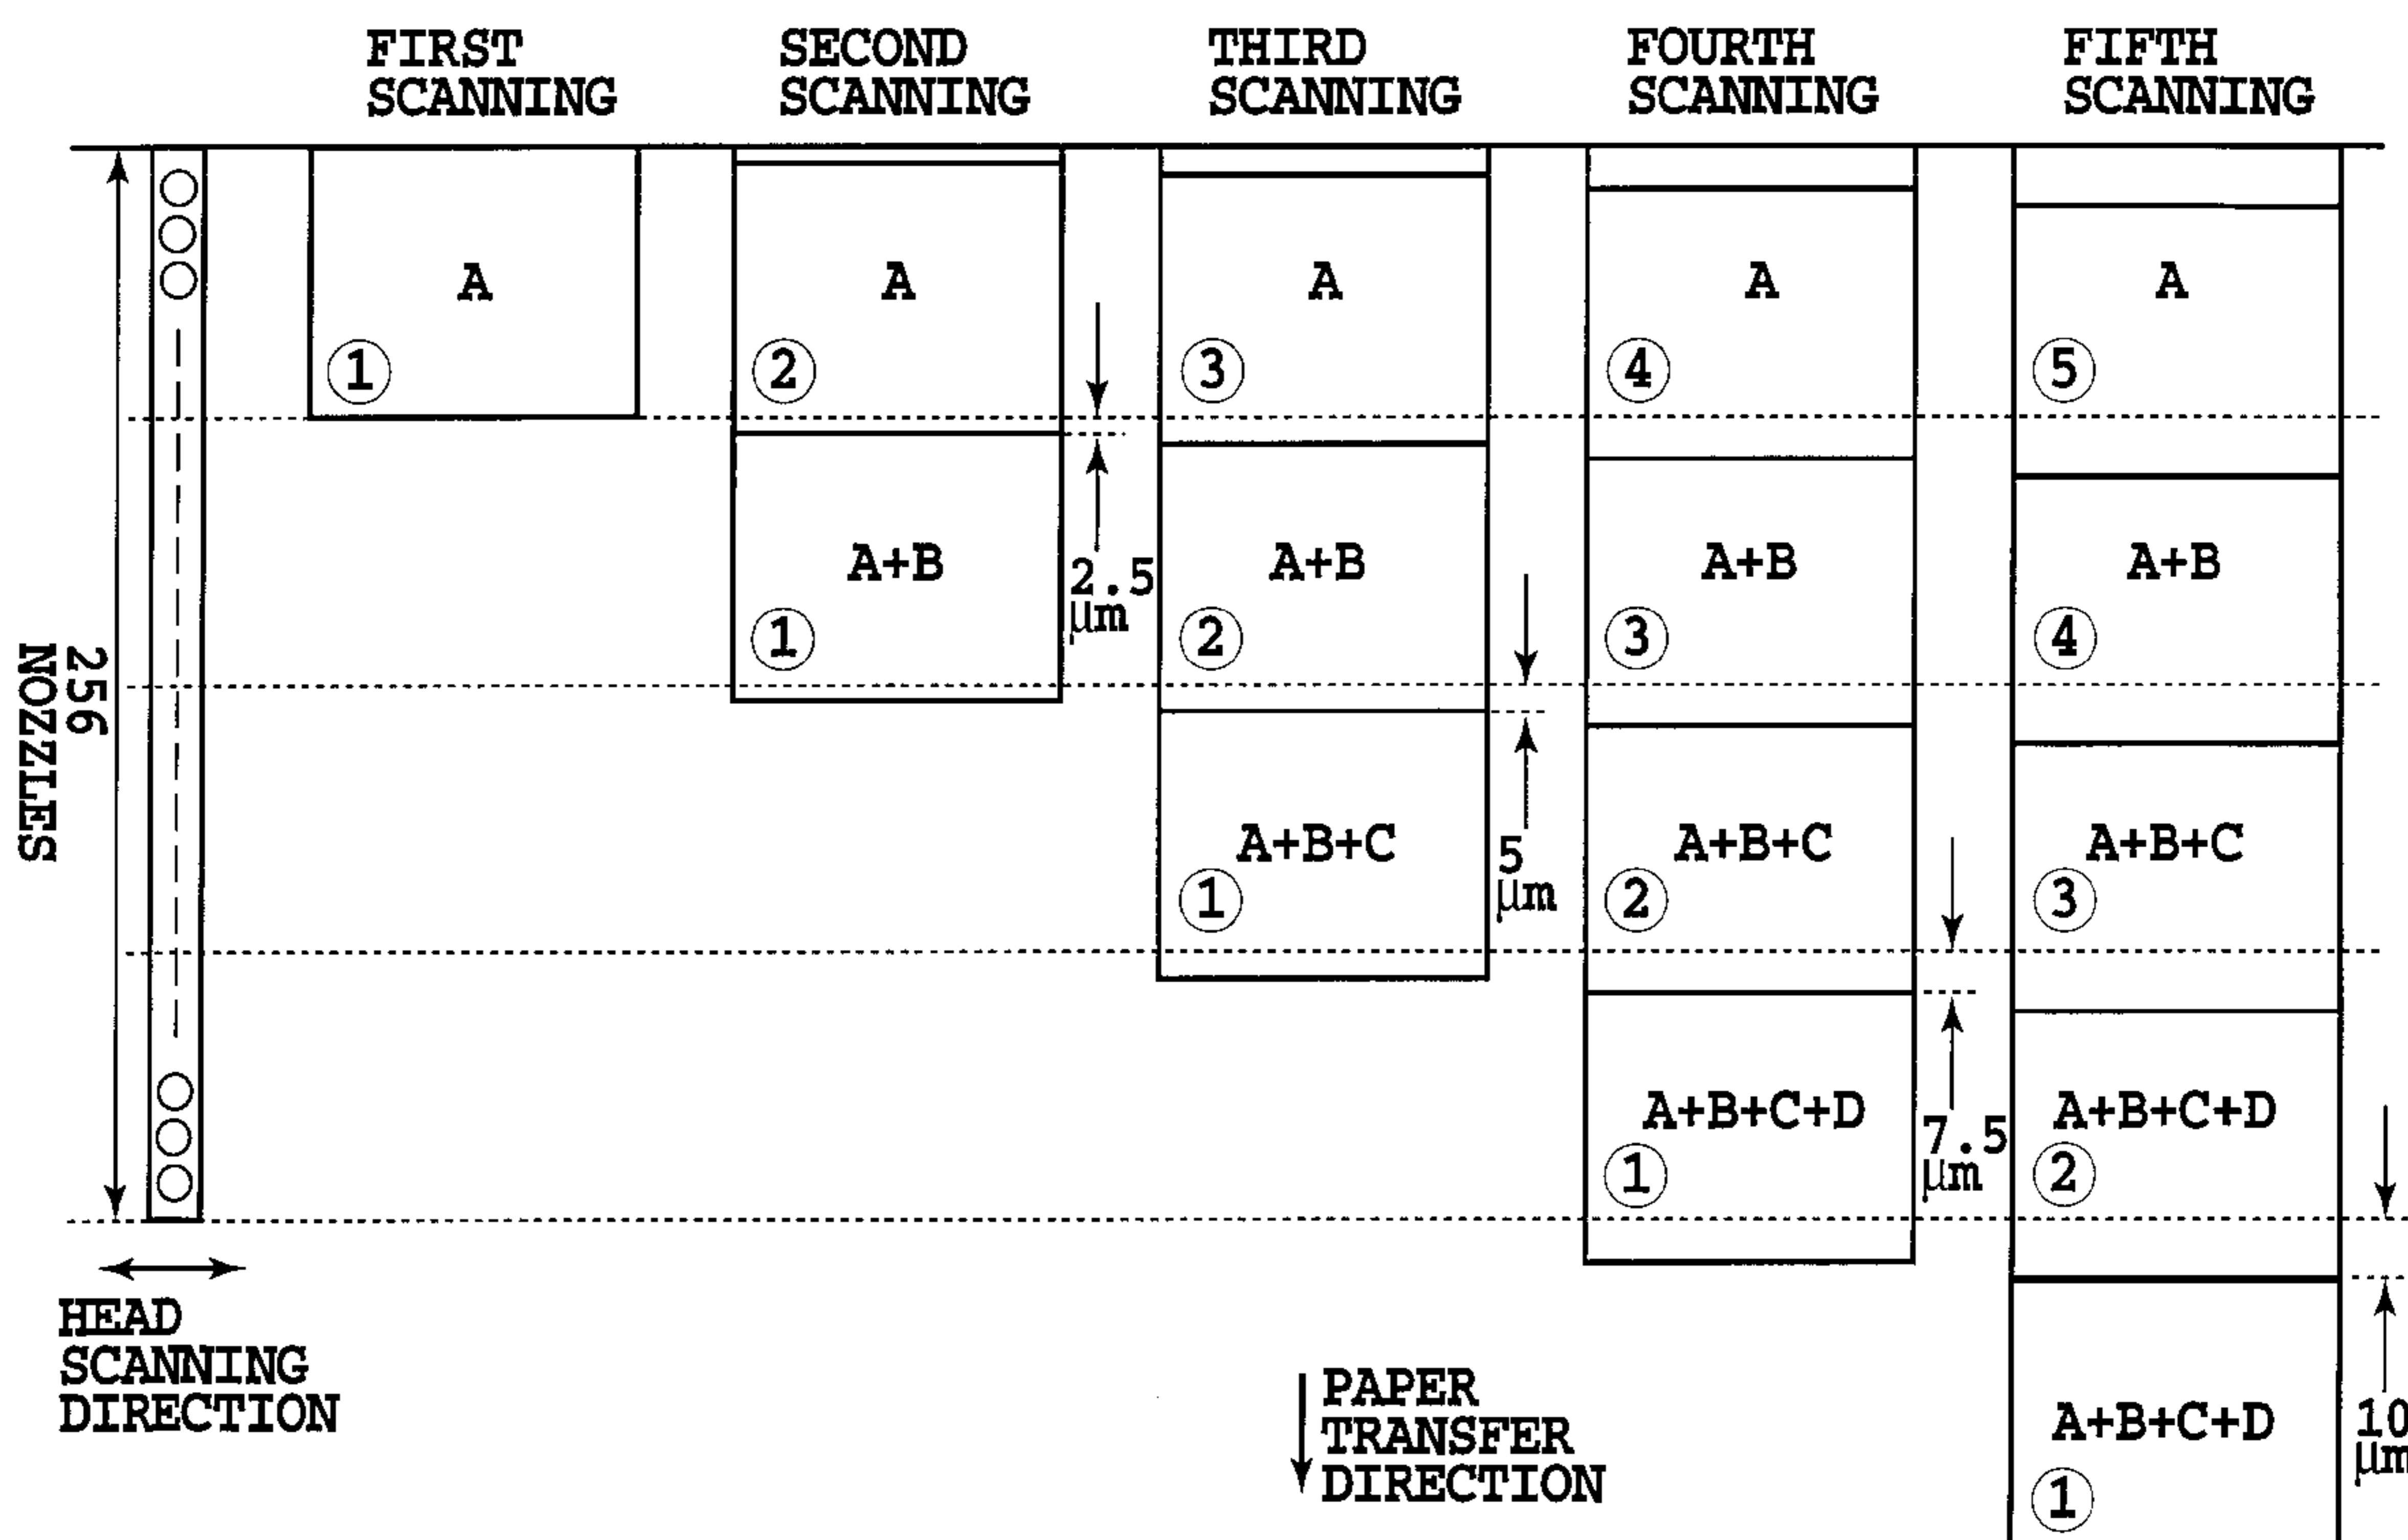 FIRST
SCANNING
SECOND
SCANNING
THIRD
SCANNING
FOURTH
SCANNING
FIFTH
SCANNING
256
NOZZLES
A
①
A
②
A+B
①
2.5
μm
A
③
A+B
②
A+B+C
①
5
μm
A
④
A+B
③
A+B+C
②
A+B+C+D
①
7.5
μm
A
⑤
A+B
④
A+B+C
③
A+B+C+D
②
A+B+C+D
①
10
μm
HEAD
SCANNING
DIRECTION
PAPER
TRANSFER
DIRECTION